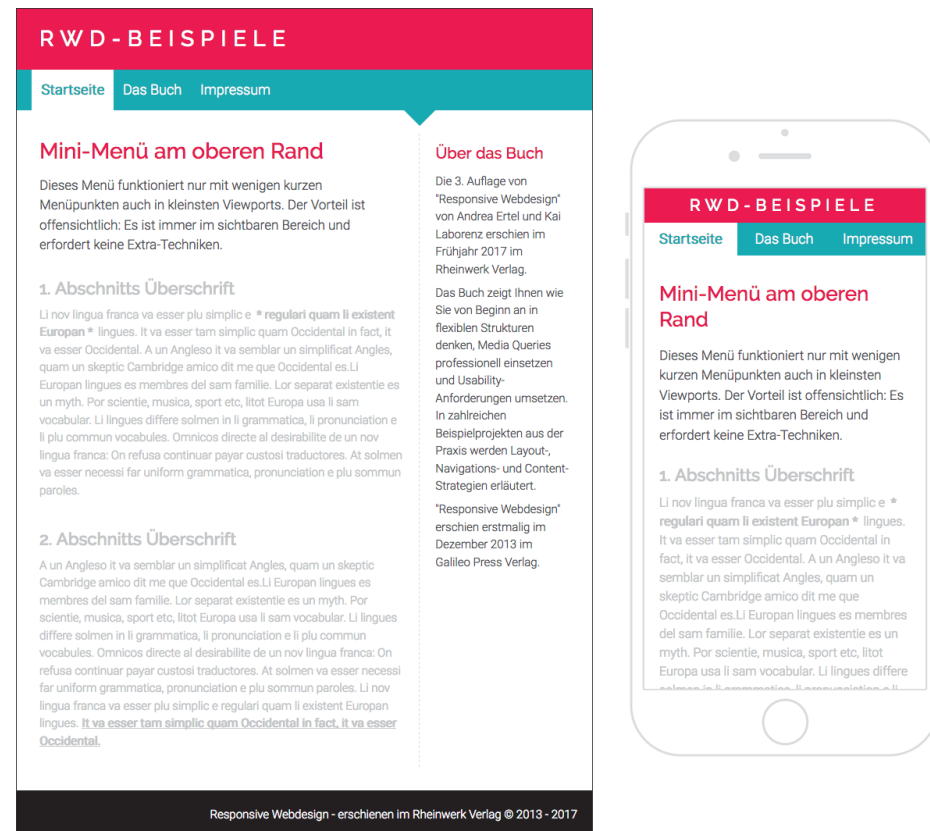 RWD-BEISPIELE
Startseite Das Buch Impressum
Mini-Menü am oberen Rand
Dieses Menü funktioniert nur mit wenigen kurzen
Menüpunkten auch in kleinsten Viewports. Der Vorteil ist
offensichtlich: Es ist immer im sichtbaren Bereich und
erfordert keine Extra-Techniken.
1. Abschnitts Überschrift
Li nov lingua franca va esser plu simplic e * regulari quam li existent
Europan * lingues. It va esser tam simplic quam Occidental in fact, it
va esser Occidental. A un Angleso it va semblar un simplificat Angles,
quam un skeptic Cambridge amico dit me que Occidental es.Li
Europan lingues es membres del sam familie. Lor separat existentie es
un myth. Por scientie, musica, sport etc, litot Europa usa li sam
vocabular. Li lingues differe solmen in li grammatica, li pronunciation e
li plu commun vocabules. Omnicos directe al desirabilite de un nov
lingua franca: On refusa continuar payar custosi traductores. At solmen
va esser necessi far uniform grammatica, pronunciation e plu sommun
paroles.
2. Abschnitts Überschrift
A un Angleso it va semblar un simplificat Angles, quam un skeptic
Cambridge amico dit me que Occidental es.Li Europan lingues es
membres del sam familie. Lor separat existentie es un myth. Por
scientie, musica, sport etc, litot Europa usa li sam vocabular. Li lingues
differe solmen in li grammatica, li pronunciation e li plu commun
vocabules. Omnicos directe al desirabilite de un nov lingua franca: On
refusa continuar payar custosi traductores. At solmen va esser necessi
far uniform grammatica, pronunciation e plu sommun paroles. Li nov
lingua franca va esser plu simplic e regulari quam li existent Europan
lingues. It va esser tam simplic quam Occidental in fact, it va esser
Occidental.
Über das Buch
Die 3. Auflage von
"Responsive Webdesign"
von Andrea Ertel und Kai
Laborenz erschien im
Frühjahr 2017 im
Rheinwerk Verlag.
Das Buch zeigt Ihnen wie
Sie von Beginn an in
flexiblen Strukturen
denken, Media Queries
professionell einsetzen
und Usability-
Anforderungen umsetzen.
In zahlreichen
Beispielprojekten aus der
Praxis werden Layout-,
Navigations- und Content-
Strategien erläutert.
"Responsive Webdesign"
erschien erstmalig im
Dezember 2013 im
Galileo Press Verlag.
Responsive Webdesign - erschienen im Rheinwerk Verlag © 2013 - 2017
RWD-BEISPIELE
Startseite Das Buch Impressum
Mini-Menü am oberen
Rand
Dieses Menü funktioniert nur mit wenigen
kurzen Menüpunkten auch in kleinsten
Viewports. Der Vorteil ist offensichtlich: Es
ist immer im sichtbaren Bereich und
erfordert keine Extra-Techniken.
1. Abschnitts Überschrift
Li nov lingua franca va esser plu simplic e *
regulari quam li existent Europan * lingues.
It va esser tam simplic quam Occidental in
fact, it va esser Occidental. A un Angleso it va
semblar un simplificat Angles, quam un
skeptic Cambridge amico dit me que
Occidental es.Li Europan lingues es membres
del sam familie. Lor separat existentie es un
myth. Por scientie, musica, sport etc, litot
Europa usa li sam vocabular. Li lingues differe